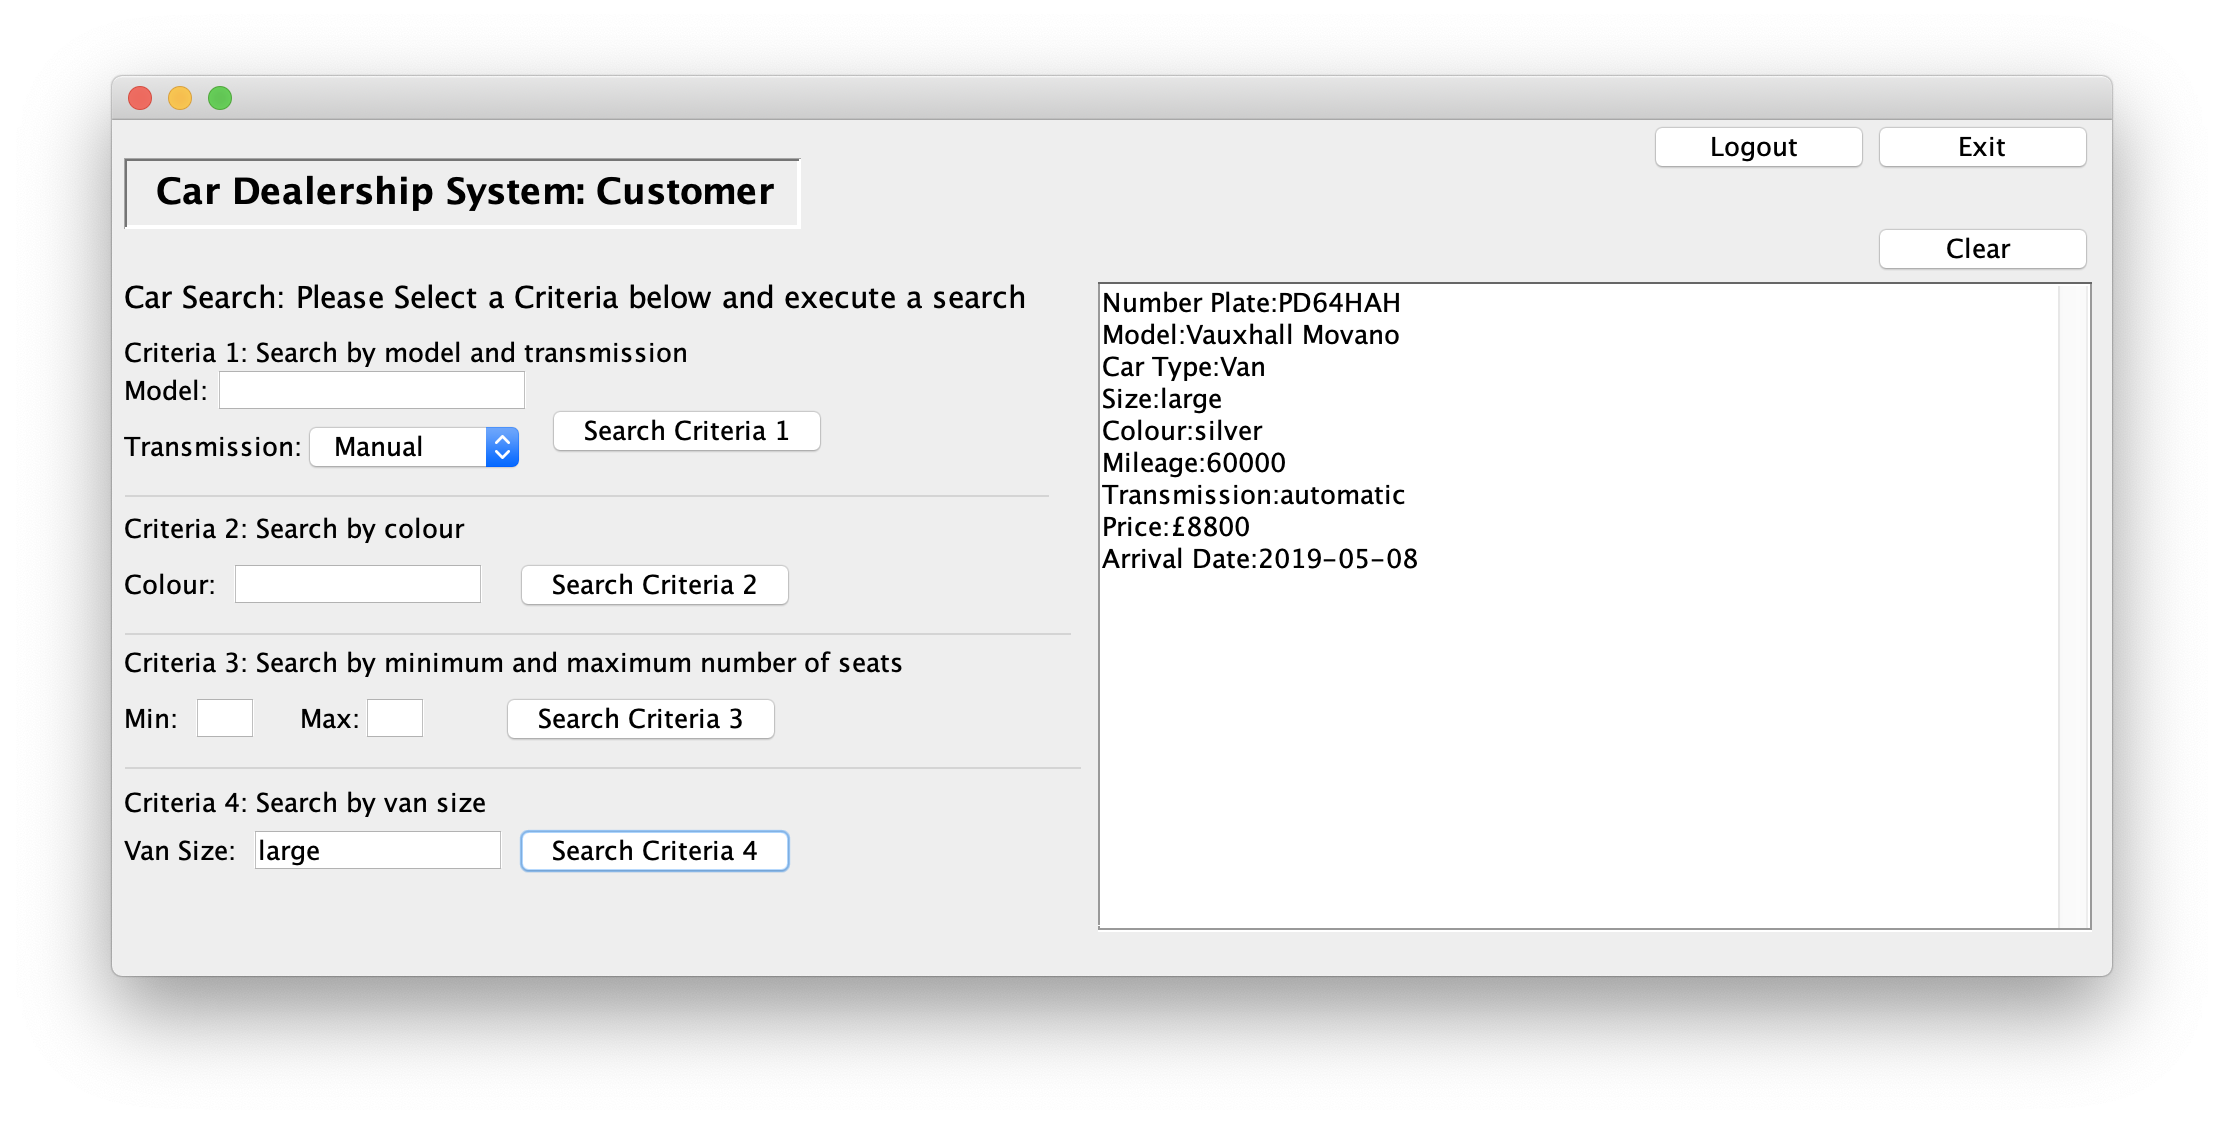 Logout
Exit
Car Dealership System: Customer
Clear
Car Search: Please Select a Criteria below and execute a search
Criteria 1: Search by model and transmission
Model:
Transmission:
Manual
Search Criteria 1
Criteria 2: Search by colour
Colour:
Search Criteria 2
Criteria 3: Search by minimum and maximum number of seats
Min:
Max:
Search Criteria 3
Criteria 4: Search by van size
Van Size:
large
Search Criteria 4
Number Plate:PD64HAH
Model:Vauxhall Movano
Car Type:Van
Size:large
Colour:silver
Mileage:60000
Transmission:automatic
Price:£8800
Arrival Date:2019-05-08